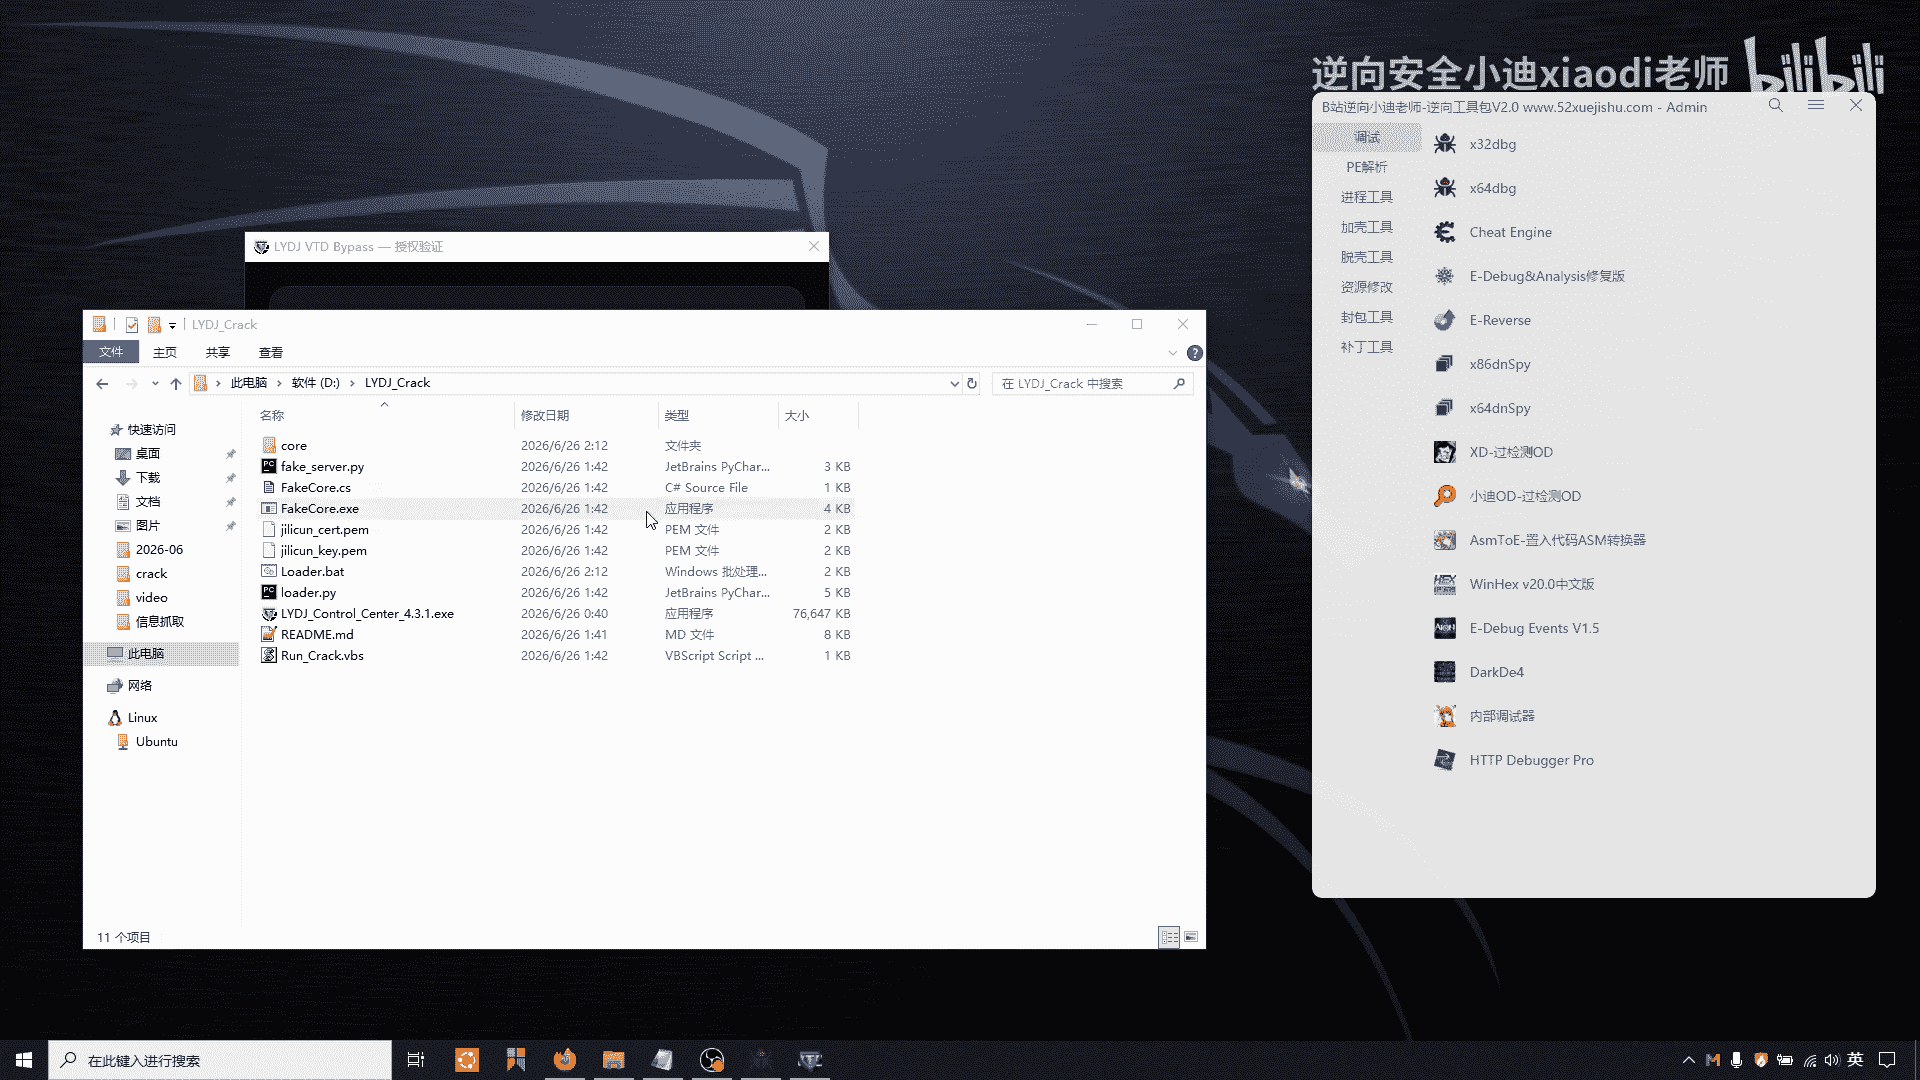 逆向安全小迪xiaodi老师 bilibili
B站逆向小迪老师-逆向工具包V2.0 www.52xuejishu.com - Admin
调试
PE解析
进程工具
加壳工具
脱壳工具
资源修改
封包工具
补丁工具
x32dbg
x64dbg
Cheat Engine
E-Debug&Analysis修复版
E-Reverse
x86dnSpy
x64dnSpy
XD-过检测OD
小迪OD-过检测OD
AsmToE-置入代码ASM转换器
WinHex v20.0中文版
E-Debug Events V1.5
DarkDe4
内部调试器
HTTP Debugger Pro
LYDJ VTD Bypass — 授权验证
LYDJ_Crack
文件 主页 共享 查看
此电脑 软件 (D:) LYDJ_Crack
在 LYDJ_Crack 中搜索
快速访问
桌面
下载
文档
图片
2026-06
crack
video
信息抓取
此电脑
网络
Linux
Ubuntu
名称 修改日期 类型 大小
core 2026/6/26 2:12 文件夹
fake_server.py 2026/6/26 1:42 JetBrains PyChar... 3 KB
FakeCore.cs 2026/6/26 1:42 C# Source File 1 KB
FakeCore.exe 2026/6/26 1:42 应用程序 4 KB
jilicun_cert.pem 2026/6/26 1:42 PEM 文件 2 KB
jilicun_key.pem 2026/6/26 1:42 PEM 文件 2 KB
Loader.bat 2026/6/26 2:12 Windows 批处理... 2 KB
loader.py 2026/6/26 1:42 JetBrains PyChar... 5 KB
LYDJ_Control_Center_4.3.1.exe 2026/6/26 0:40 应用程序 76,647 KB
README.md 2026/6/26 1:41 MD 文件 8 KB
Run_Crack.vbs 2026/6/26 1:42 VBScript Script ... 1 KB
11 个项目
在此键入进行搜索
英